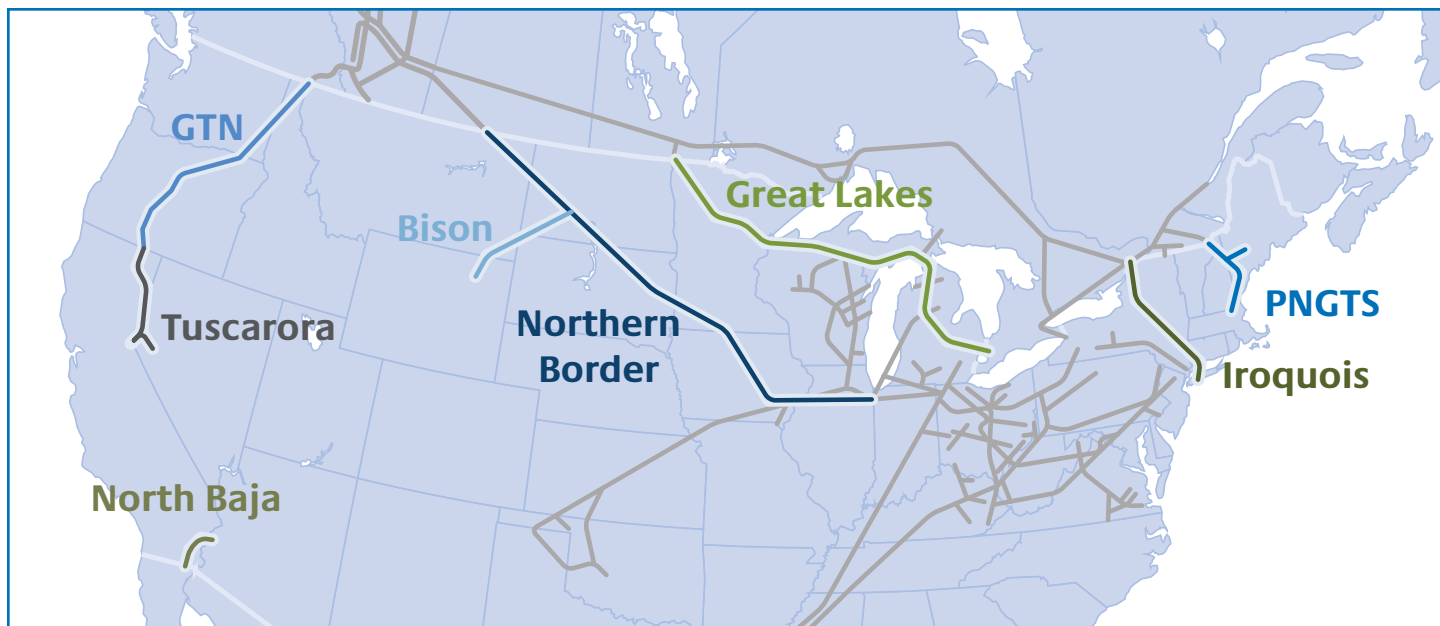 GTN
Great Lakes
Bison
PNGTS
Tuscarora
Northern
Border
Iroquois
North Baja